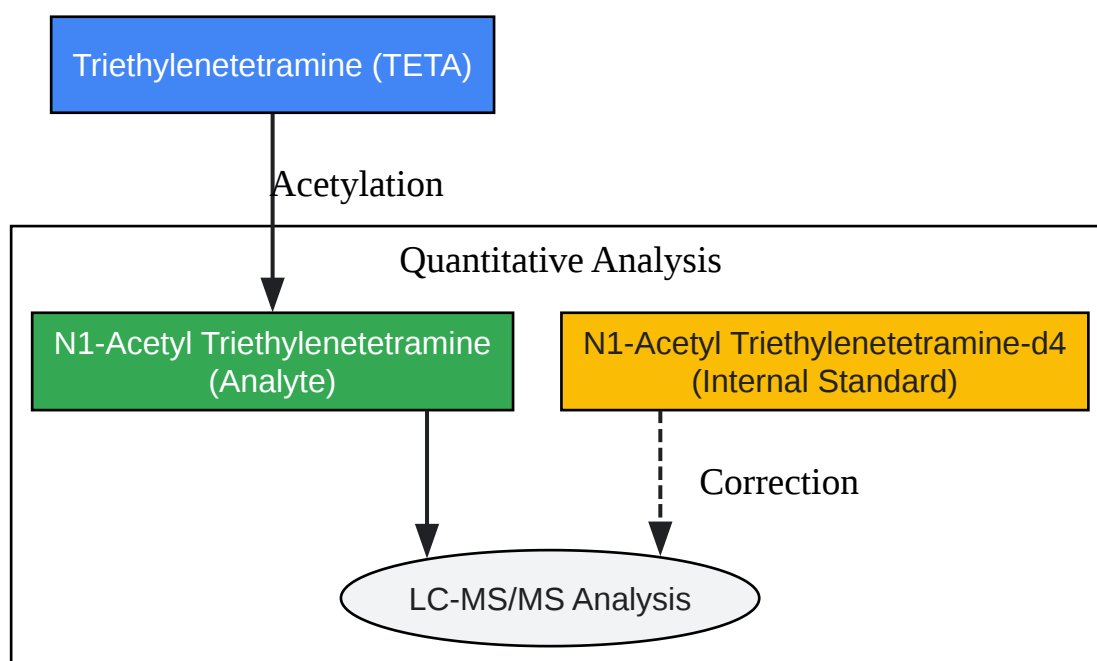 Triethylenetetramine (TETA)
Acetylation
Quantitative Analysis
N1-Acetyl Triethylenetetramine
(Analyte)
N1-Acetyl Triethylenetetramine-d4
(Internal Standard)
Correction
LC-MS/MS Analysis